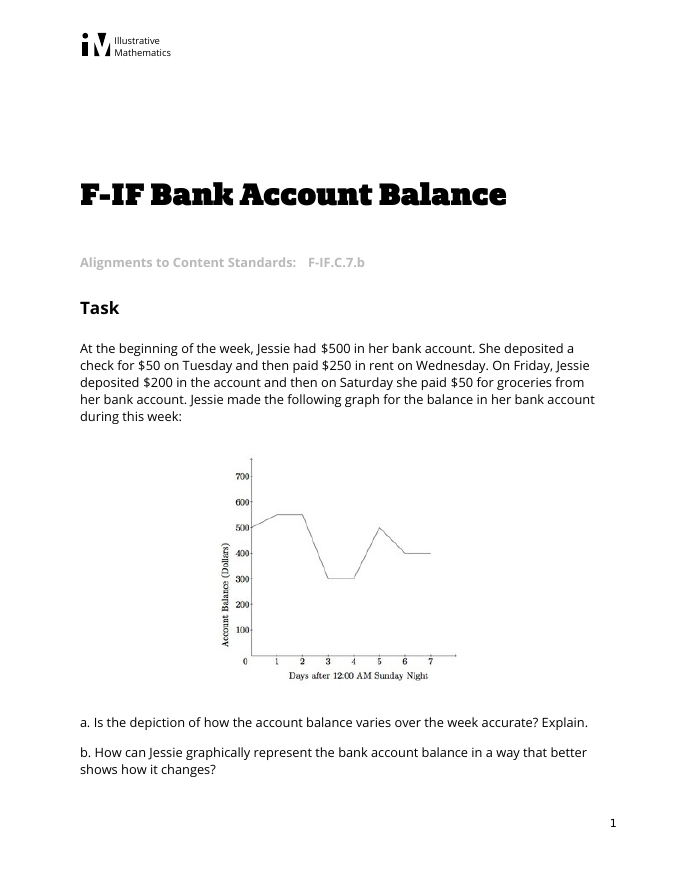 Illustrative
Mathematics
F-IF Bank Account Balance
Alignments to Content Standards: F-IF.C.7.b
Task
At the beginning of the week, Jessie had $500 in her bank account. She deposited a
check for $50 on Tuesday and then paid $250 in rent on Wednesday. On Friday, Jessie
deposited $200 in the account and then on Saturday she paid $50 for groceries from
her bank account. Jessie made the following graph for the balance in her bank account
during this week:
700
600
500
400
300
200
100
0 1 2 3 4 5 6 7
Account Balance (Dollars)
Days after 12:00 AM Sunday Night
a. Is the depiction of how the account balance varies over the week accurate? Explain.
b. How can Jessie graphically represent the bank account balance in a way that better
shows how it changes?
1